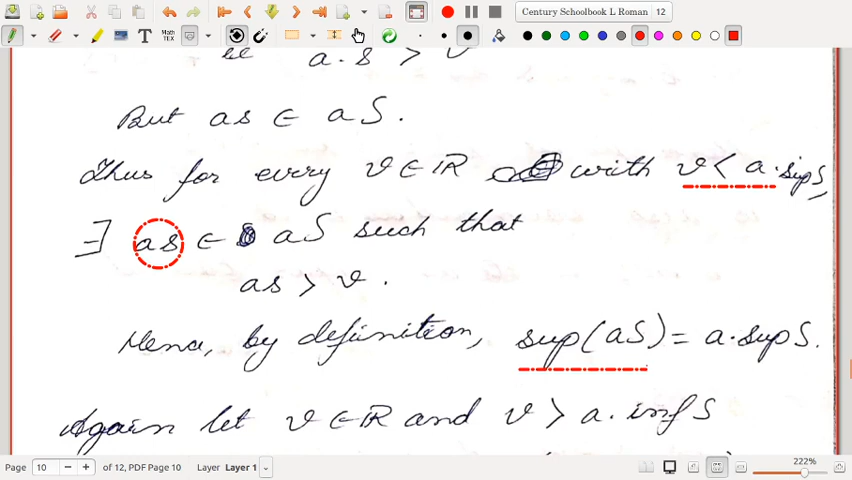 Century Schoolbook L Roman 12
Math
TEX
a.s > v
But as ∈ aS.
Thus for every v ∈ ℝ with v < a.sup S,
∃ as ∈ aS such that
as > v.
Hence, by definition, sup(aS) = a.sup S.
Again let v ∈ ℝ and v > a.inf S
Page 10 of 12, PDF Page 10 Layer Layer 1 222%